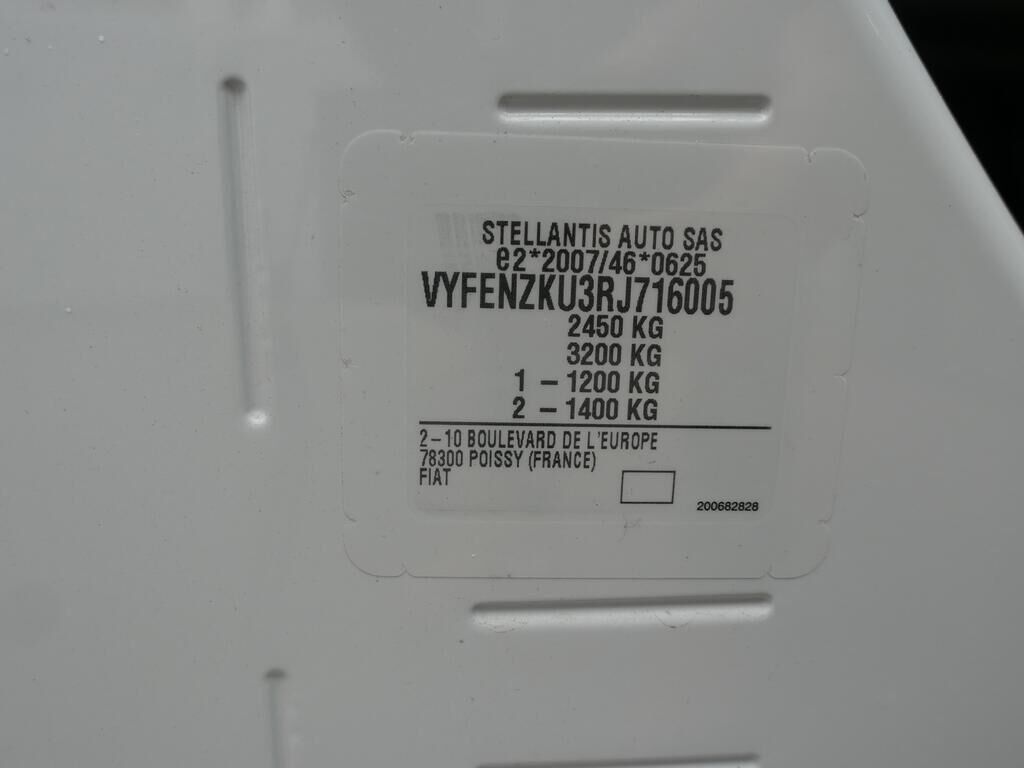 STELLANTIS AUTO SAS
e2*2007/46*0625
VYFENZKU3RJ716005
2450 KG
3200 KG
1 – 1200 KG
2 – 1400 KG
2–10 BOULEVARD DE L'EUROPE
78300 POISSY (FRANCE)
FIAT
200682828